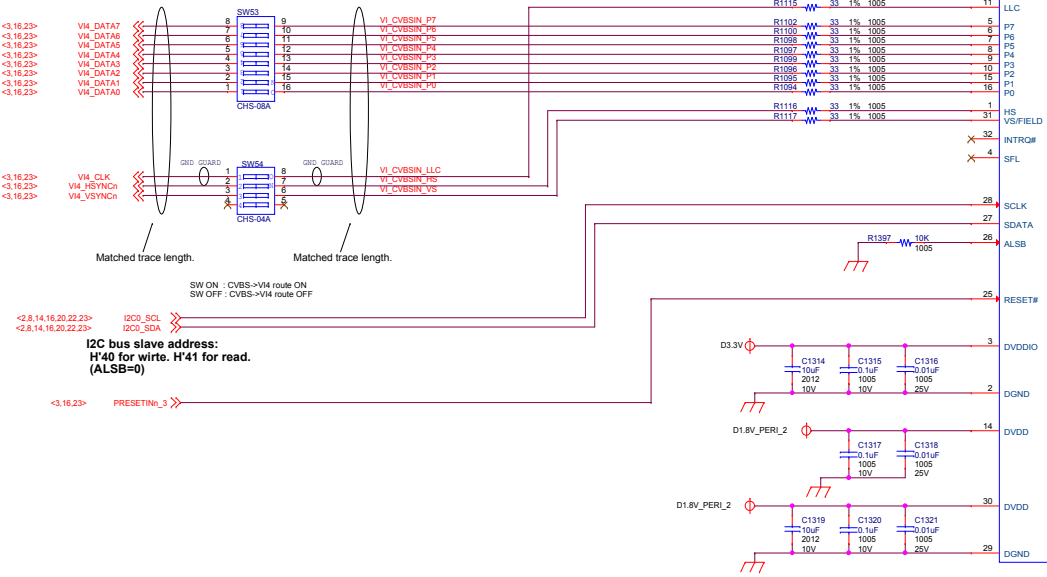 R1115 33 1% 1005 11 LLC
SW53
<3,16,23> VI4_DATA7 8 9 VI_CVBSIN_P7 R1102 33 1% 1005 5 P7
<3,16,23> VI4_DATA6 7 10 VI_CVBSIN_P6 R1100 33 1% 1005 6 P6
<3,16,23> VI4_DATA5 6 11 VI_CVBSIN_P5 R1098 33 1% 1005 7 P5
<3,16,23> VI4_DATA4 5 12 VI_CVBSIN_P4 R1097 33 1% 1005 8 P4
<3,16,23> VI4_DATA3 4 13 VI_CVBSIN_P3 R1099 33 1% 1005 9 P3
<3,16,23> VI4_DATA2 3 14 VI_CVBSIN_P2 R1096 33 1% 1005 10 P2
<3,16,23> VI4_DATA1 2 15 VI_CVBSIN_P1 R1095 33 1% 1005 15 P1
<3,16,23> VI4_DATA0 1 16 VI_CVBSIN_P0 R1094 33 1% 1005 16 P0
CHS-08A
R1116 33 1% 1005 1 HS
R1117 33 1% 1005 31 VS/FIELD
32 INTRQ#
4 SFL
GND GUARD SW54 GND GUARD
<3,16,23> VI4_CLK 1 8 VI_CVBSIN_LLC
<3,16,23> VI4_HSYNCn 2 7 VI_CVBSIN_HS
<3,16,23> VI4_VSYNCn 3 6 VI_CVBSIN_VS
4 5
CHS-04A
28 SCLK
27 SDATA
R1397 10K 26 ALSB
1005
Matched trace length. Matched trace length.
SW ON : CVBS->VI4 route ON
SW OFF : CVBS->VI4 route OFF
25 RESET#
<2,8,14,16,20,22,23> I2C0_SCL
<2,8,14,16,20,22,23> I2C0_SDA
I2C bus slave address:
H'40 for wirte. H'41 for read.
(ALSB=0)
D3.3V 3 DVDDIO
C1314 C1315 C1316
10uF 0.1uF 0.01uF
2012 1005 1005
10V 10V 25V
2 DGND
<3,16,23> PRESETINn_3
D1.8V_PERI_2 14 DVDD
C1317 C1318
0.1uF 0.01uF
1005 1005
10V 25V
D1.8V_PERI_2 30 DVDD
C1319 C1320 C1321
10uF 0.1uF 0.01uF
2012 1005 1005
10V 10V 25V
29 DGND